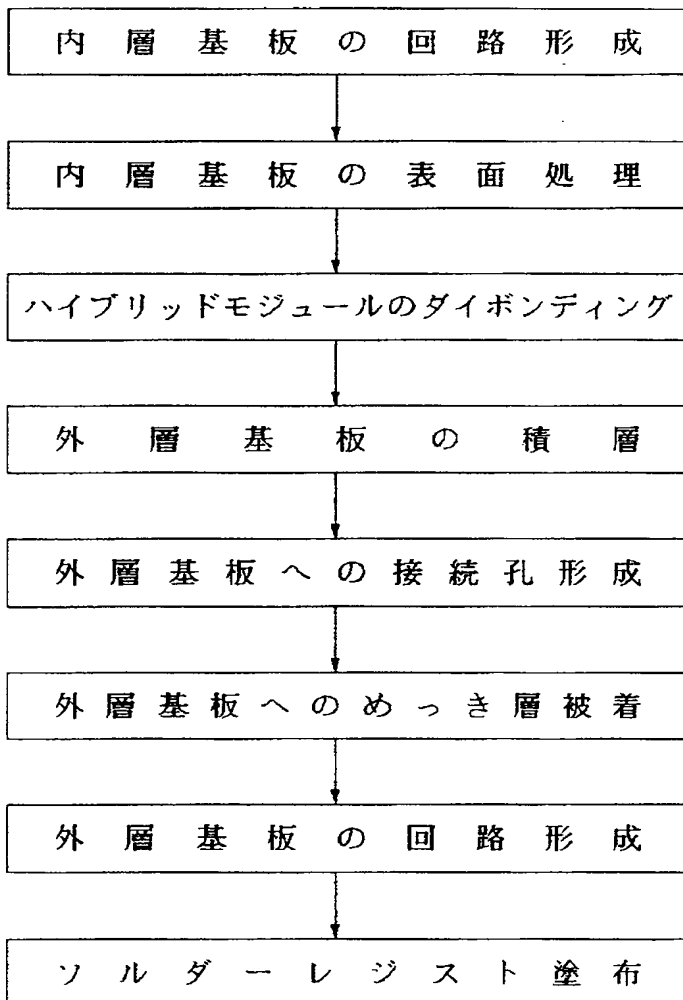 内層基板の回路形成
内層基板の表面処理
ハイブリッドモジュールのダイボンディング
外層基板の積層
外層基板への接続孔形成
外層基板へのめっき層被着
外層基板の回路形成
ソルダーレジスト塗布